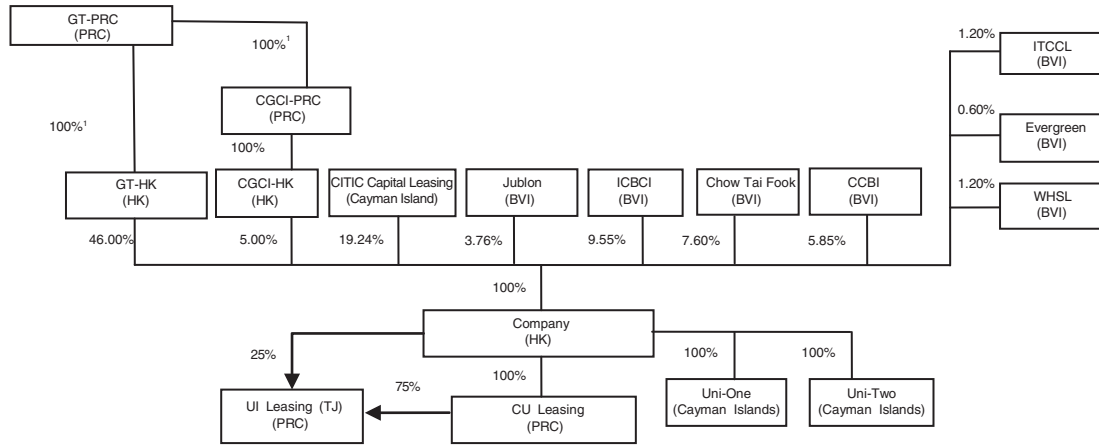 GT-PRC
(PRC)
100%¹
1.20%
ITCCL
(BVI)
CGCI-PRC
(PRC)
100%¹
0.60%
Evergreen
(BVI)
100%
GT-HK
(HK)
CGCI-HK
(HK)
CITIC Capital Leasing
(Cayman Island)
Jublon
(BVI)
ICBCI
(BVI)
Chow Tai Fook
(BVI)
CCBI
(BVI)
1.20%
WHSL
(BVI)
46.00%
5.00%
19.24%
3.76%
9.55%
7.60%
5.85%
100%
Company
(HK)
25%
100%
100%
100%
75%
UI Leasing (TJ)
(PRC)
CU Leasing
(PRC)
Uni-One
(Cayman Islands)
Uni-Two
(Cayman Islands)